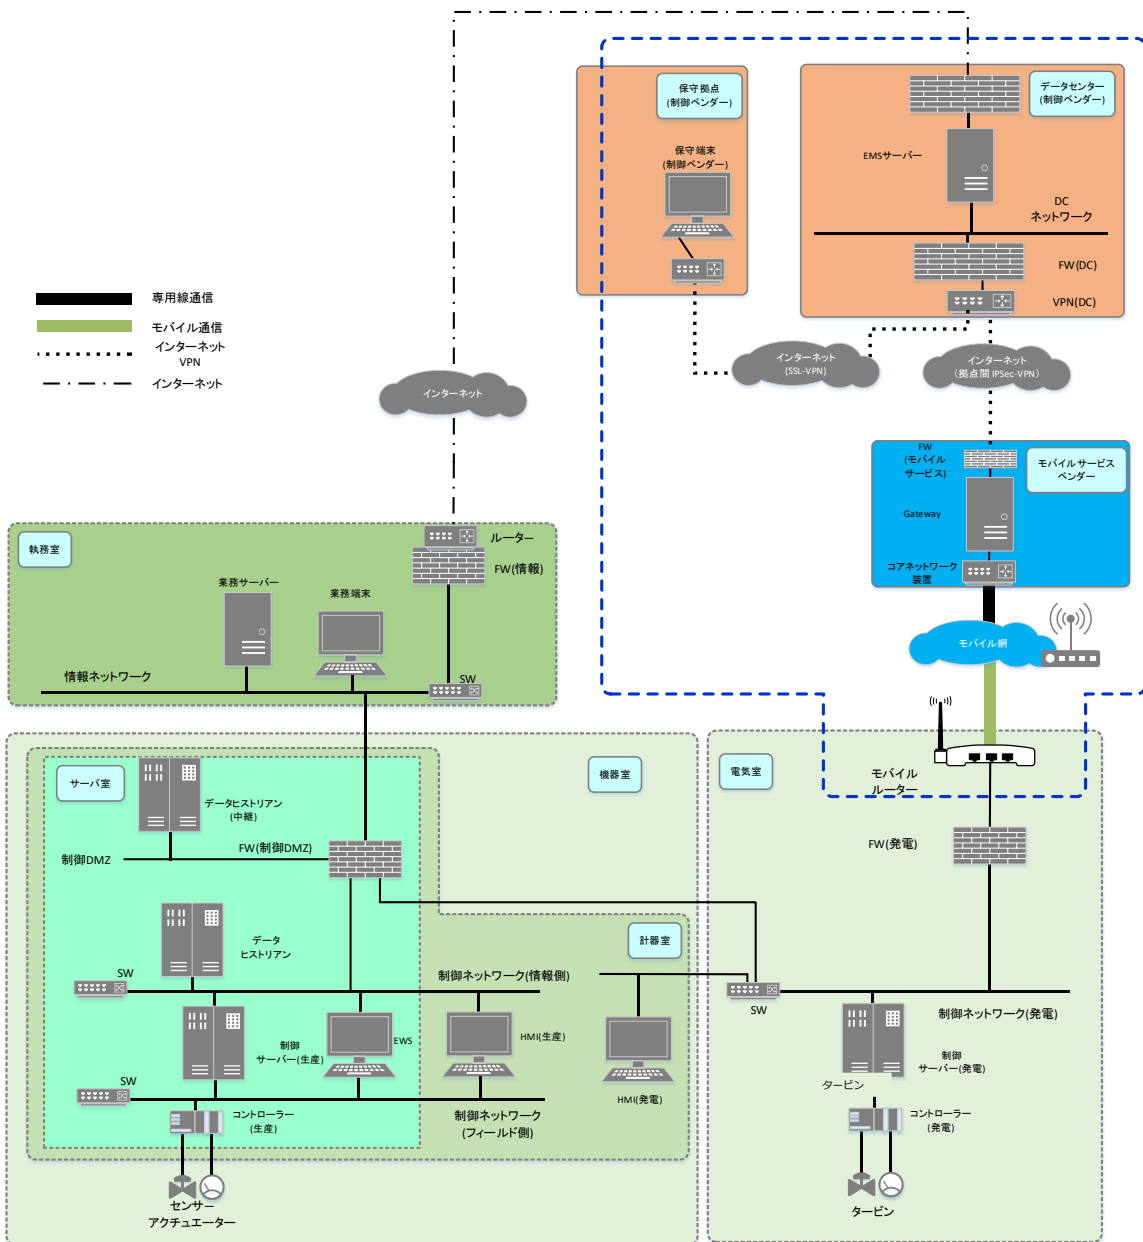 保守拠点
(制御ベンダー)
データセンター
(制御ベンダー)
保守端末
(制御ベンダー)
EMSサーバー
DC
ネットワーク
FW(DC)
VPN(DC)
専用線通信
モバイル通信
インターネット
VPN
インターネット
インターネット
(SSL-VPN)
インターネット
(拠点間 IPSec-VPN)
インターネット
FW
(モバイル
サービス)
モバイルサービス
ベンダー
Gateway
コアネットワーク
装置
モバイル網
執務室
ルーター
FW(情報)
業務サーバー
業務端末
情報ネットワーク
SW
サーバ室
機器室
電気室
モバイル
ルーター
データヒストリアン
(中継)
制御DMZ
FW(制御DMZ)
FW(発電)
データ
ヒストリアン
計器室
SW
制御ネットワーク(情報側)
SW
制御ネットワーク(発電)
制御
サーバー(生産)
EWS
HMI(生産)
HMI(発電)
制御
サーバー(発電)
タービン
SW
コントローラー
(生産)
制御ネットワーク
(フィールド側)
コントローラー
(発電)
センサー
アクチュエーター
タービン